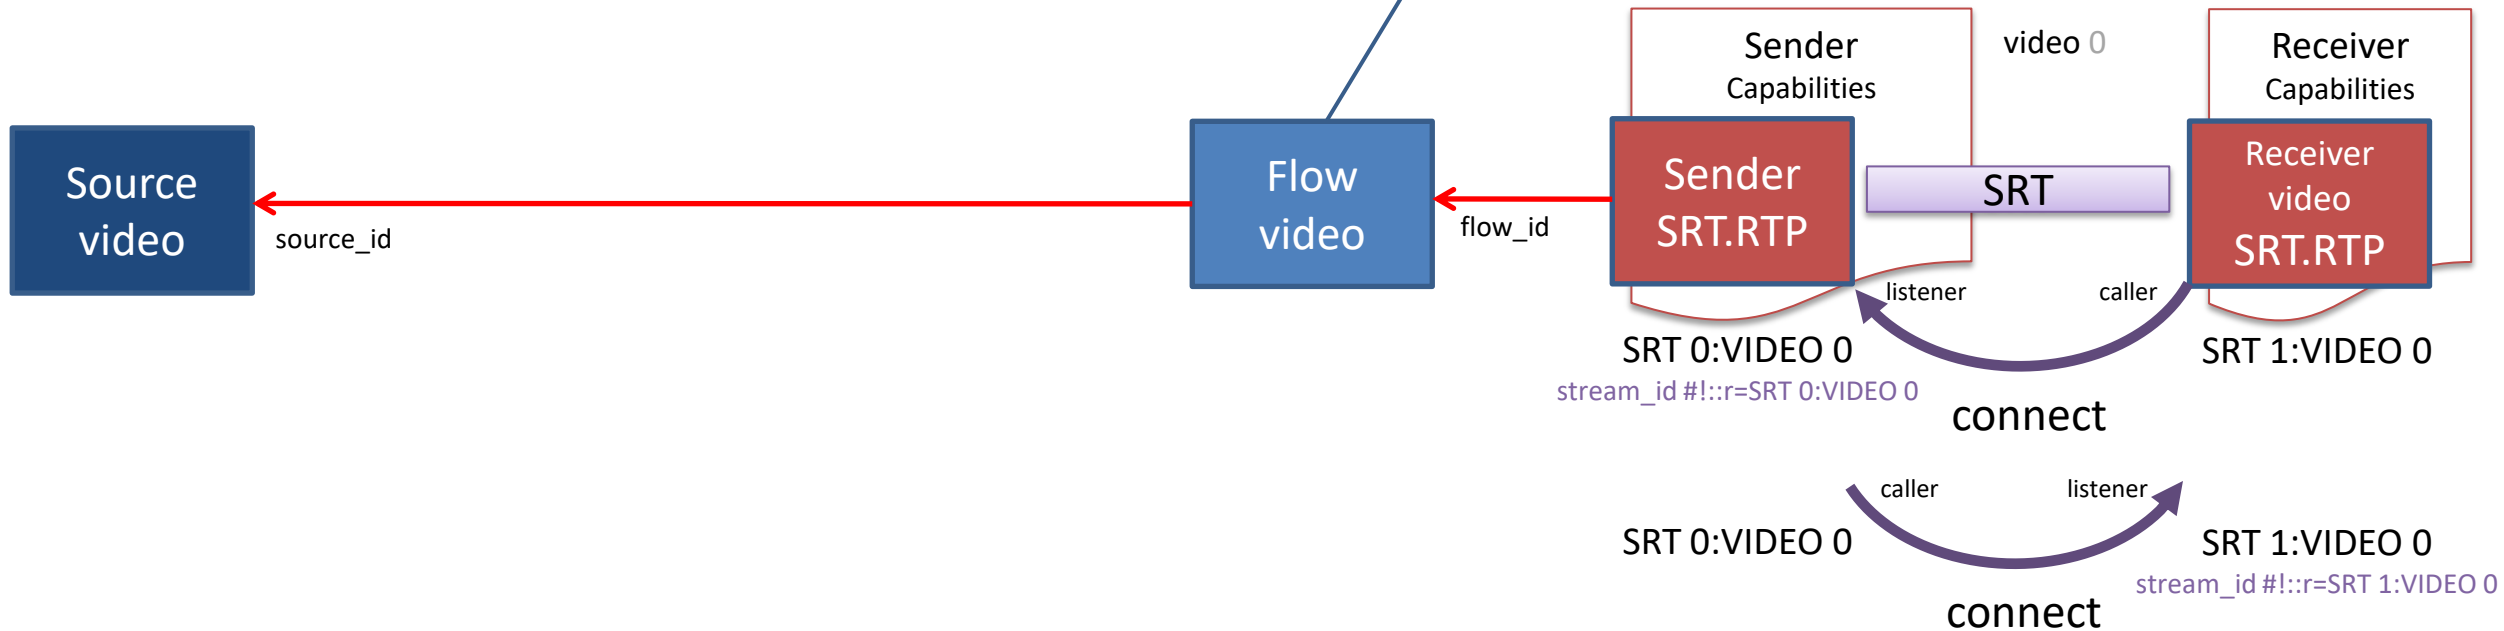 Source
video
source_id
Flow
video
flow_id
Sender
Capabilities
Sender
SRT.RTP
video 0
SRT
Receiver
Capabilities
Receiver
video
SRT.RTP
listener
caller
SRT 0:VIDEO 0
stream_id #!::r=SRT 0:VIDEO 0
SRT 1:VIDEO 0
connect
caller
listener
SRT 0:VIDEO 0
SRT 1:VIDEO 0
stream_id #!::r=SRT 1:VIDEO 0
connect